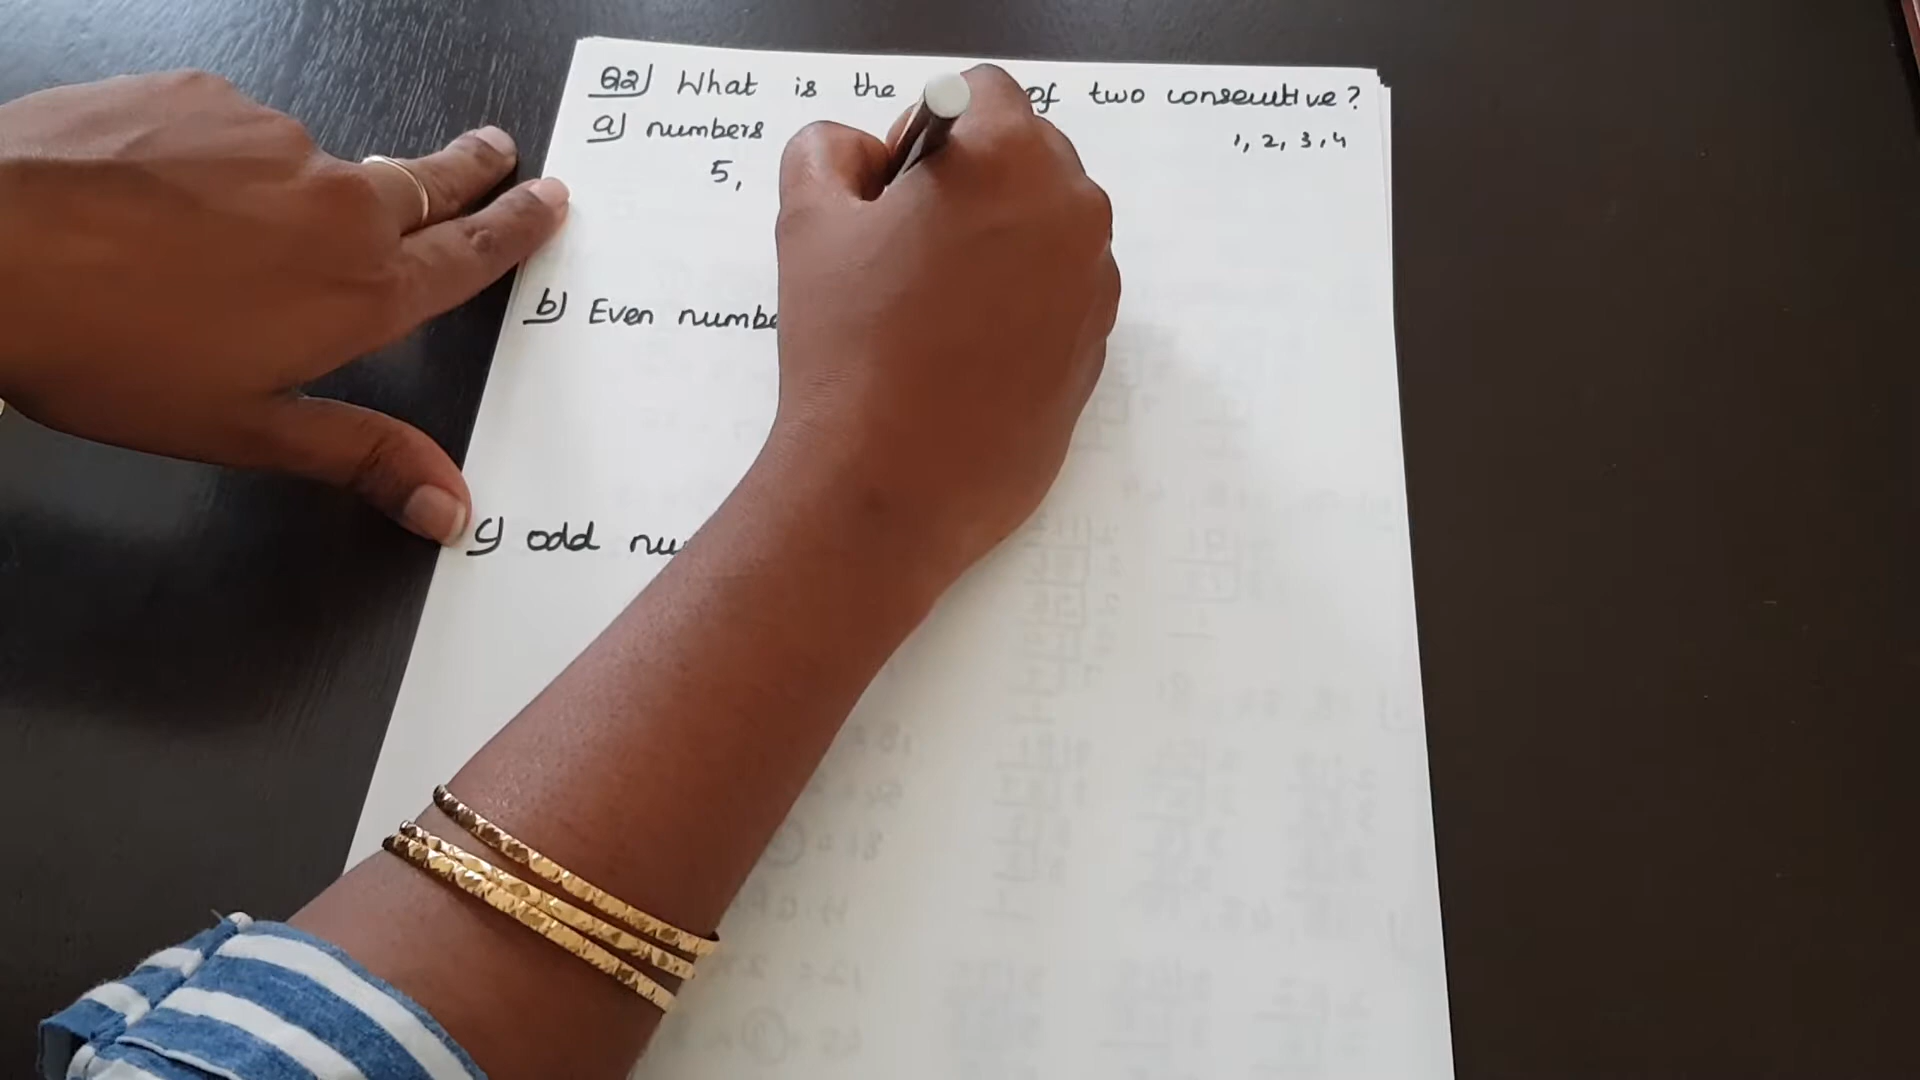 Q2) What is the of two consecutive?
a) numbers
1, 2, 3, 4
5,
b) Even numbe
c) odd nu